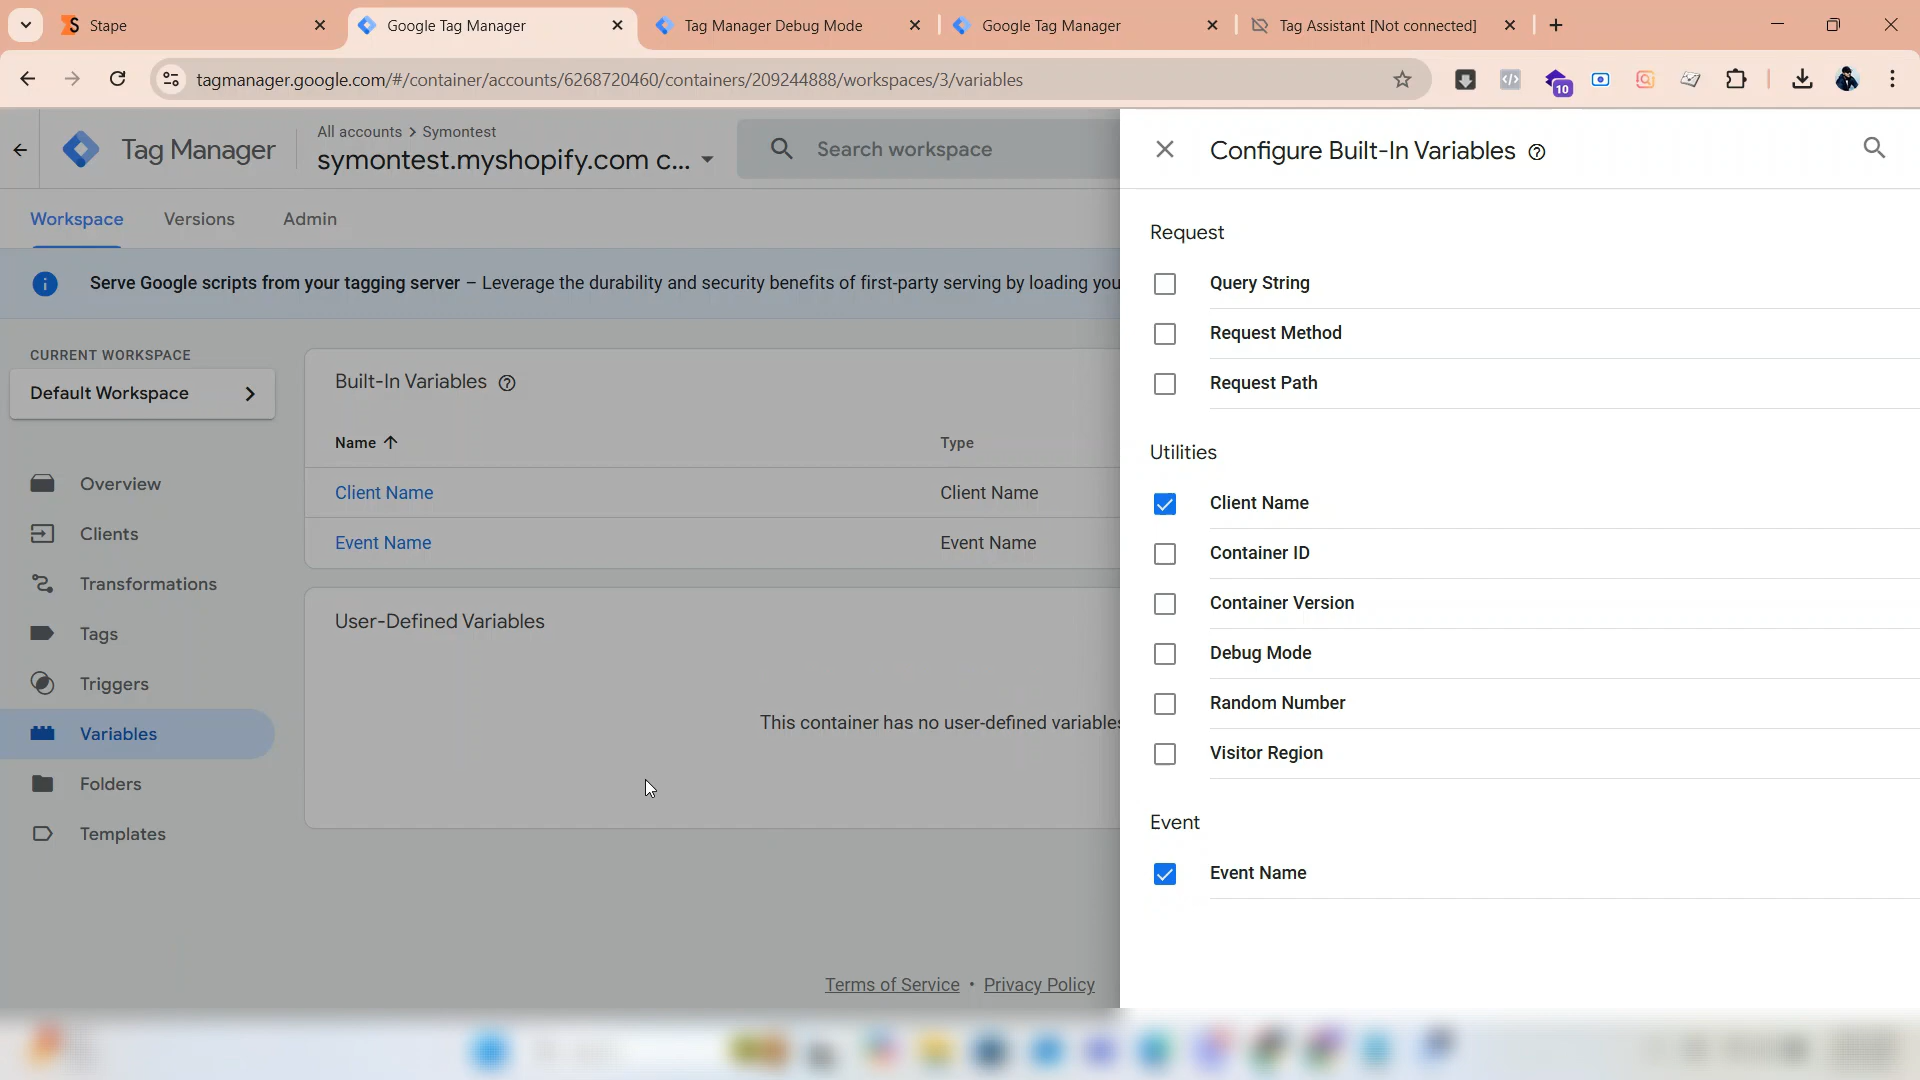 Stape
Google Tag Manager
Tag Manager Debug Mode
Google Tag Manager
Tag Assistant [Not connected]
tagmanager.google.com/#/container/accounts/6268720460/containers/209244888/workspaces/3/variables
10
Tag Manager
All accounts > Symontest
symontest.myshopify.com c...
Search workspace
Workspace
Versions
Admin
Serve Google scripts from your tagging server – Leverage the durability and security benefits of first-party serving by loading you
CURRENT WORKSPACE
Default Workspace
Overview
Clients
Transformations
Tags
Triggers
Variables
Folders
Templates
Built-In Variables
Name
Type
Client Name
Client Name
Event Name
Event Name
User-Defined Variables
This container has no user-defined variables
Terms of Service • Privacy Policy
Configure Built-In Variables
Request
Query String
Request Method
Request Path
Utilities
Client Name
Container ID
Container Version
Debug Mode
Random Number
Visitor Region
Event
Event Name